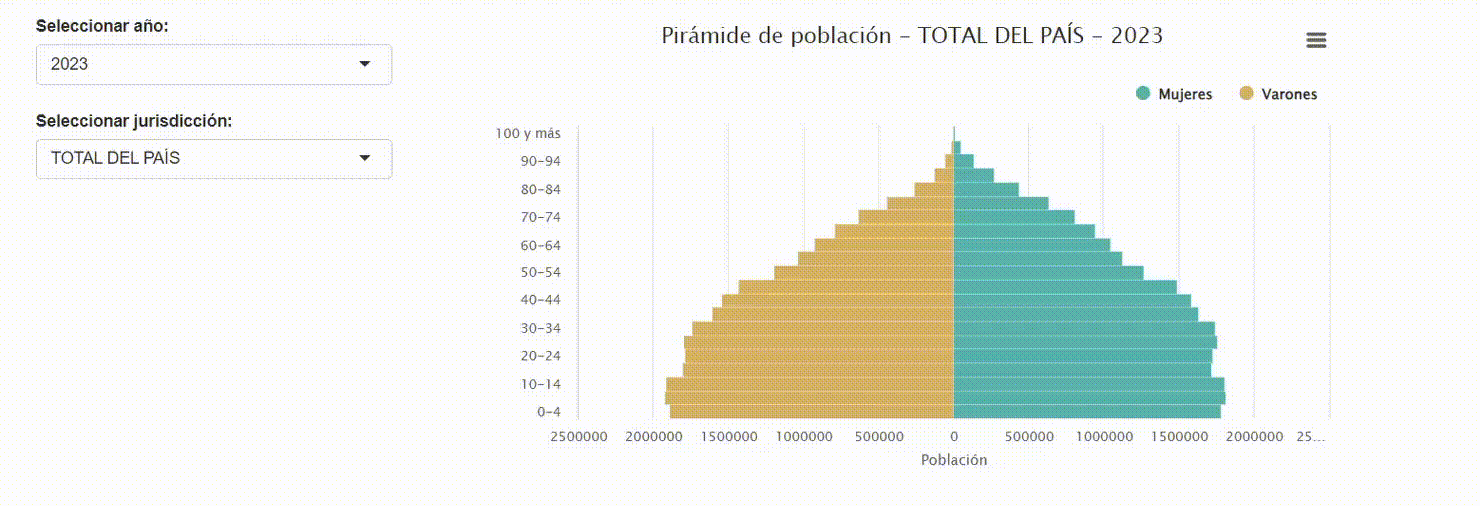 Seleccionar año:
2023
Seleccionar jurisdicción:
TOTAL DEL PAÍS
Pirámide de población – TOTAL DEL PAÍS – 2023
Mujeres Varones
100 y más
90–94
80–84
70–74
60–64
50–54
40–44
30–34
20–24
10–14
0–4
2500000 2000000 1500000 1000000 500000 0 500000 1000000 1500000 2000000 25…
Población